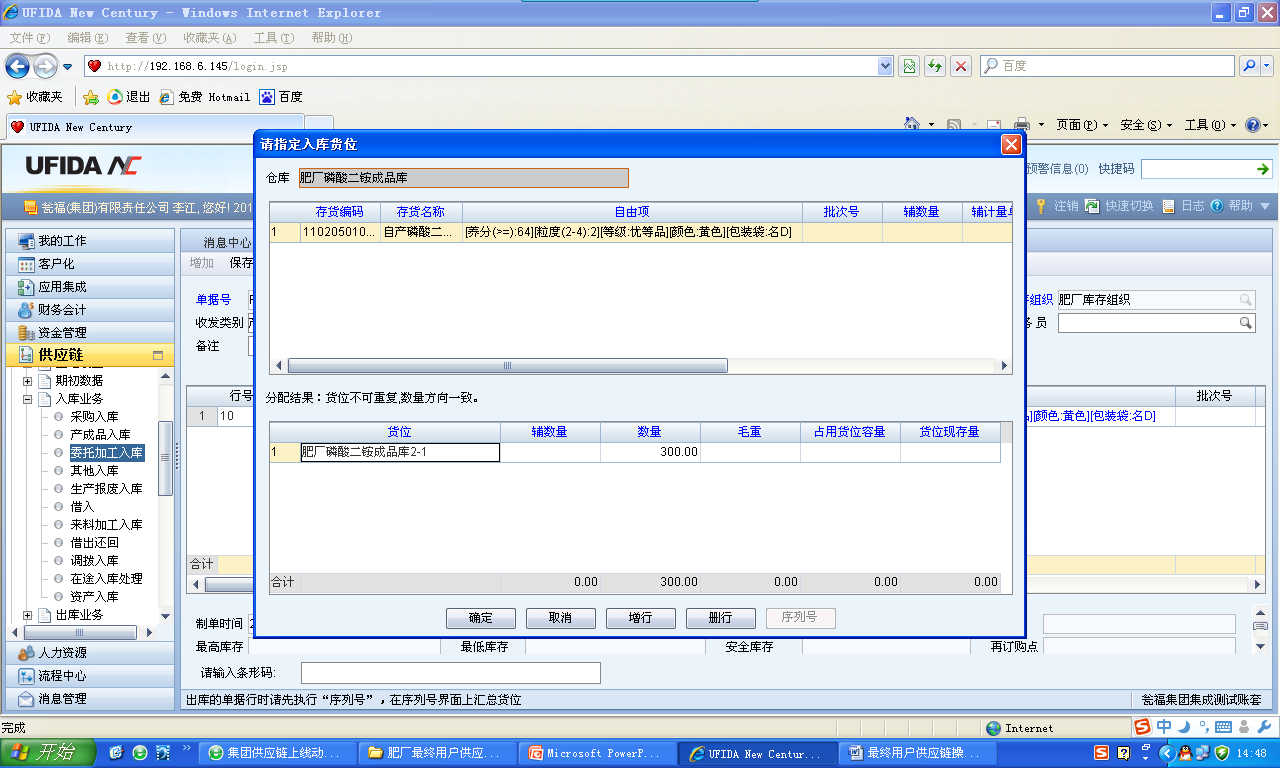 UFIDA New Century - Windows Internet Explorer
文件(F) 编辑(E) 查看(V) 收藏夹(A) 工具(T) 帮助(H)
http://192.168.6.145/login.jsp 百度
收藏夹 退出 免费 Hotmail 百度
UFIDA New Century 页面(P) 安全(S) 工具(O)
请指定入库货位
UFIDA NC 预警信息(0) 快捷码
仓库 肥厂磷酸二铵成品库
瓮福(集团)有限责任公司 李江, 您好! 201 注销 快速切换 日志 帮助
存货编码 存货名称 自由项 批次号 辅数量 辅计量单
1 110205010... 自产磷酸二... [养分(>=):64][粒度(2-4):2][等级:优等品][颜色:黄色][包装袋:名D]
我的工作 消息中心
客户化 增加 保存
应用集成
单据号 组织 肥厂库存组织
财务会计
收发类别 务员
资金管理
备注
供应链
期初数据
入库业务 行号 批次号
采购入库 1 10 [颜色:黄色][包装袋:名D]
产成品入库
委托加工入库
其他入库
生产报废入库
借入
来料加工入库
借出还回
调拨入库
在途入库处理
资产入库
出库业务
分配结果：货位不可重复,数量方向一致。
货位 辅数量 数量 毛重 占用货位容量 货位现存量
1 肥厂磷酸二铵成品库2-1 300.00
合计
合计 0.00 300.00 0.00 0.00 0.00
确定 取消 增行 删行 序列号
制单时间 2
最高库存 最低库存 安全库存 再订购点
人力资源
流程中心 请输入条形码:
消息管理 出库的单据行时请先执行“序列号”，在序列号界面上汇总货位 瓮福集团集成测试账套
完成 Internet 中
开始 集团供应链上线动... 肥厂最终用户供应... Microsoft PowerP... UFIDA New Centur... 最终用户供应链操... 14:48